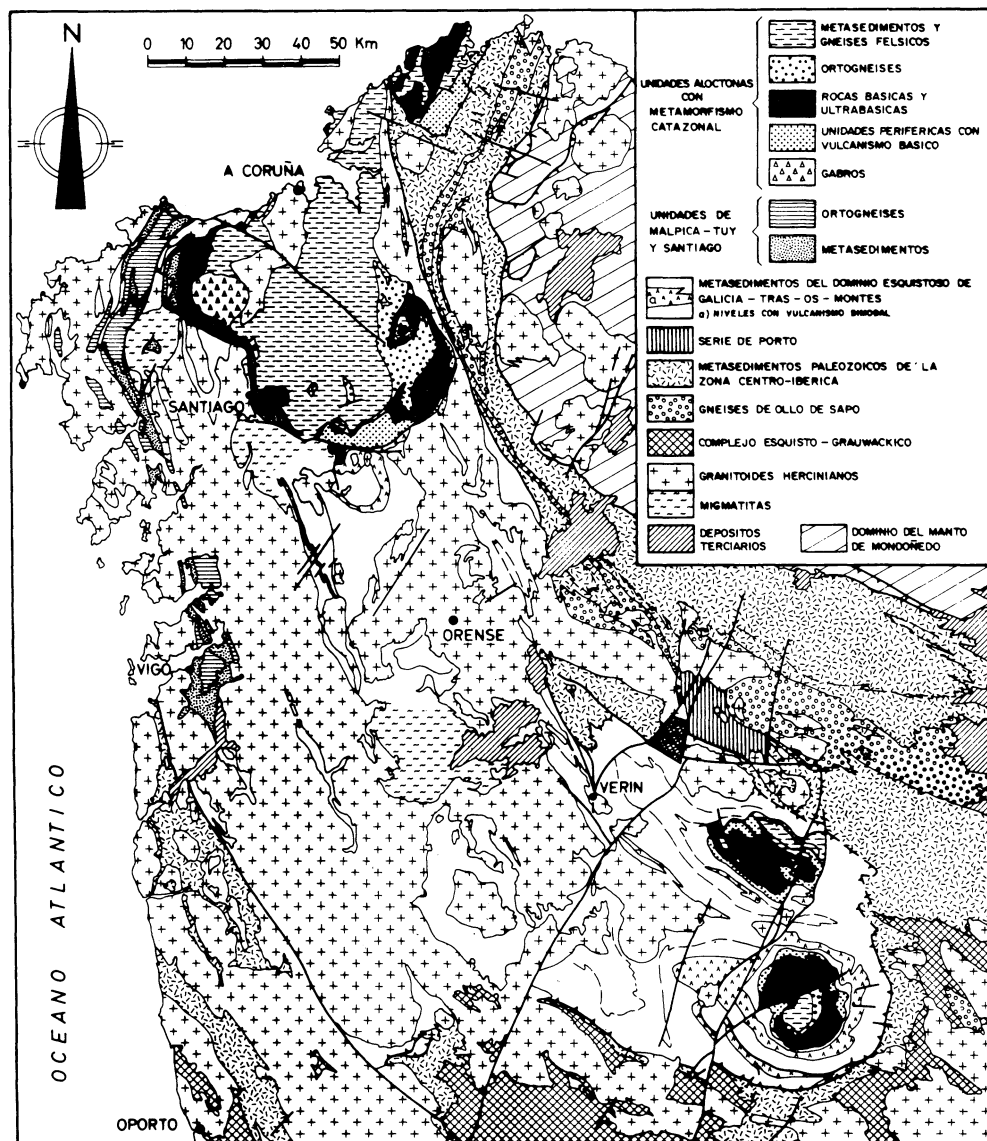 N
0 10 20 30 40 50 Km
A CORUÑA
SANTIAGO
ORENSE
VIGO
VERIN
OCEANO ATLANTICO
OPORTO
UNIDADES ALOCTONAS
CON
METAMORFISMO
CATAZONAL
METASEDIMENTOS Y
GNEISES FELSICOS
ORTOGNEISES
ROCAS BASICAS Y
ULTRABASICAS
UNIDADES PERIFERICAS CON
VULCANISMO BASICO
GABROS
UNIDADES DE
MALPICA-TUY
Y SANTIAGO
ORTOGNEISES
METASEDIMENTOS
a
METASEDIMENTOS DEL DOMINIO ESQUISTOSO DE
GALICIA-TRAS-OS-MONTES
a) NIVELES CON VULCANISMO BIMODAL
SERIE DE PORTO
METASEDIMENTOS PALEOZOICOS DE LA
ZONA CENTRO-IBERICA
GNEISES DE OLLO DE SAPO
COMPLEJO ESQUISTO-GRAUWACKICO
GRANITOIDES HERCINIANOS
MIGMATITAS
DEPOSITOS
TERCIARIOS
DOMINIO DEL MANTO
DE MONDOÑEDO